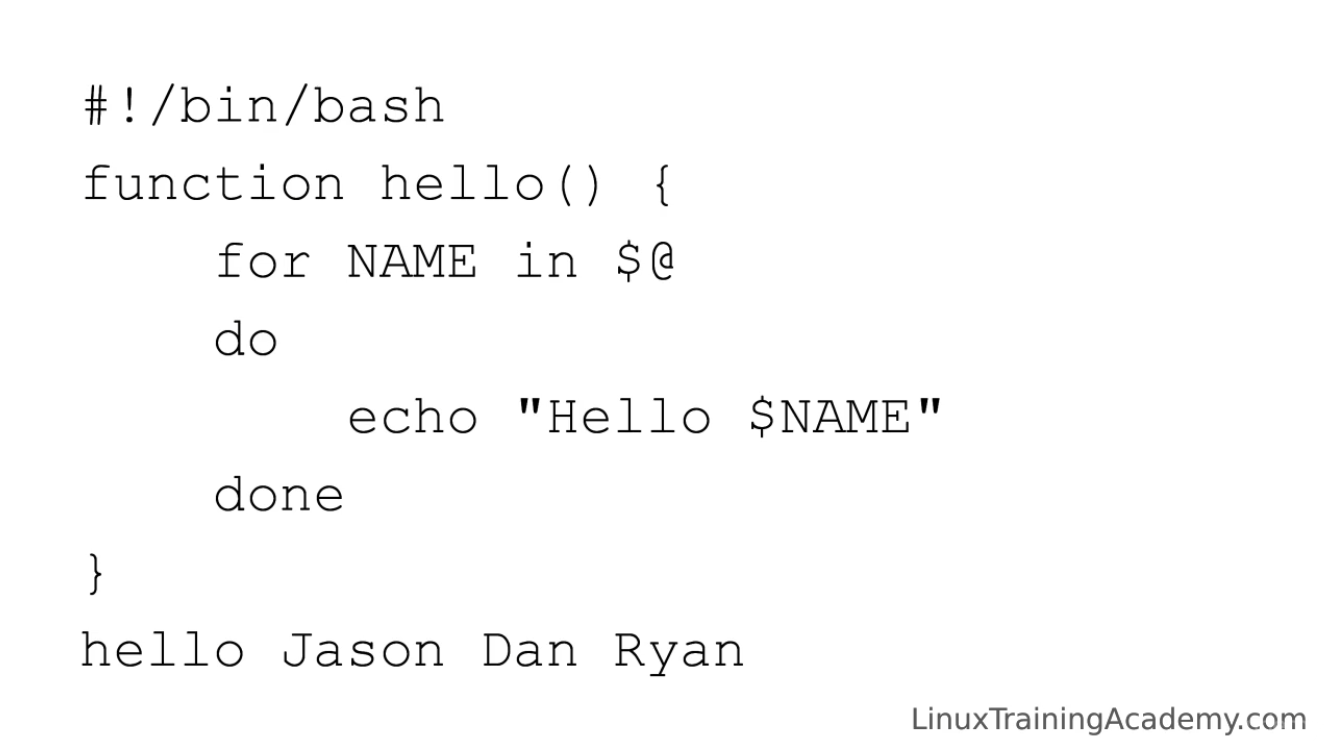 #!/bin/bash
function hello() {
    for NAME in $@
    do
        echo "Hello $NAME"
    done
}
hello Jason Dan Ryan
LinuxTrainingAcademy.com